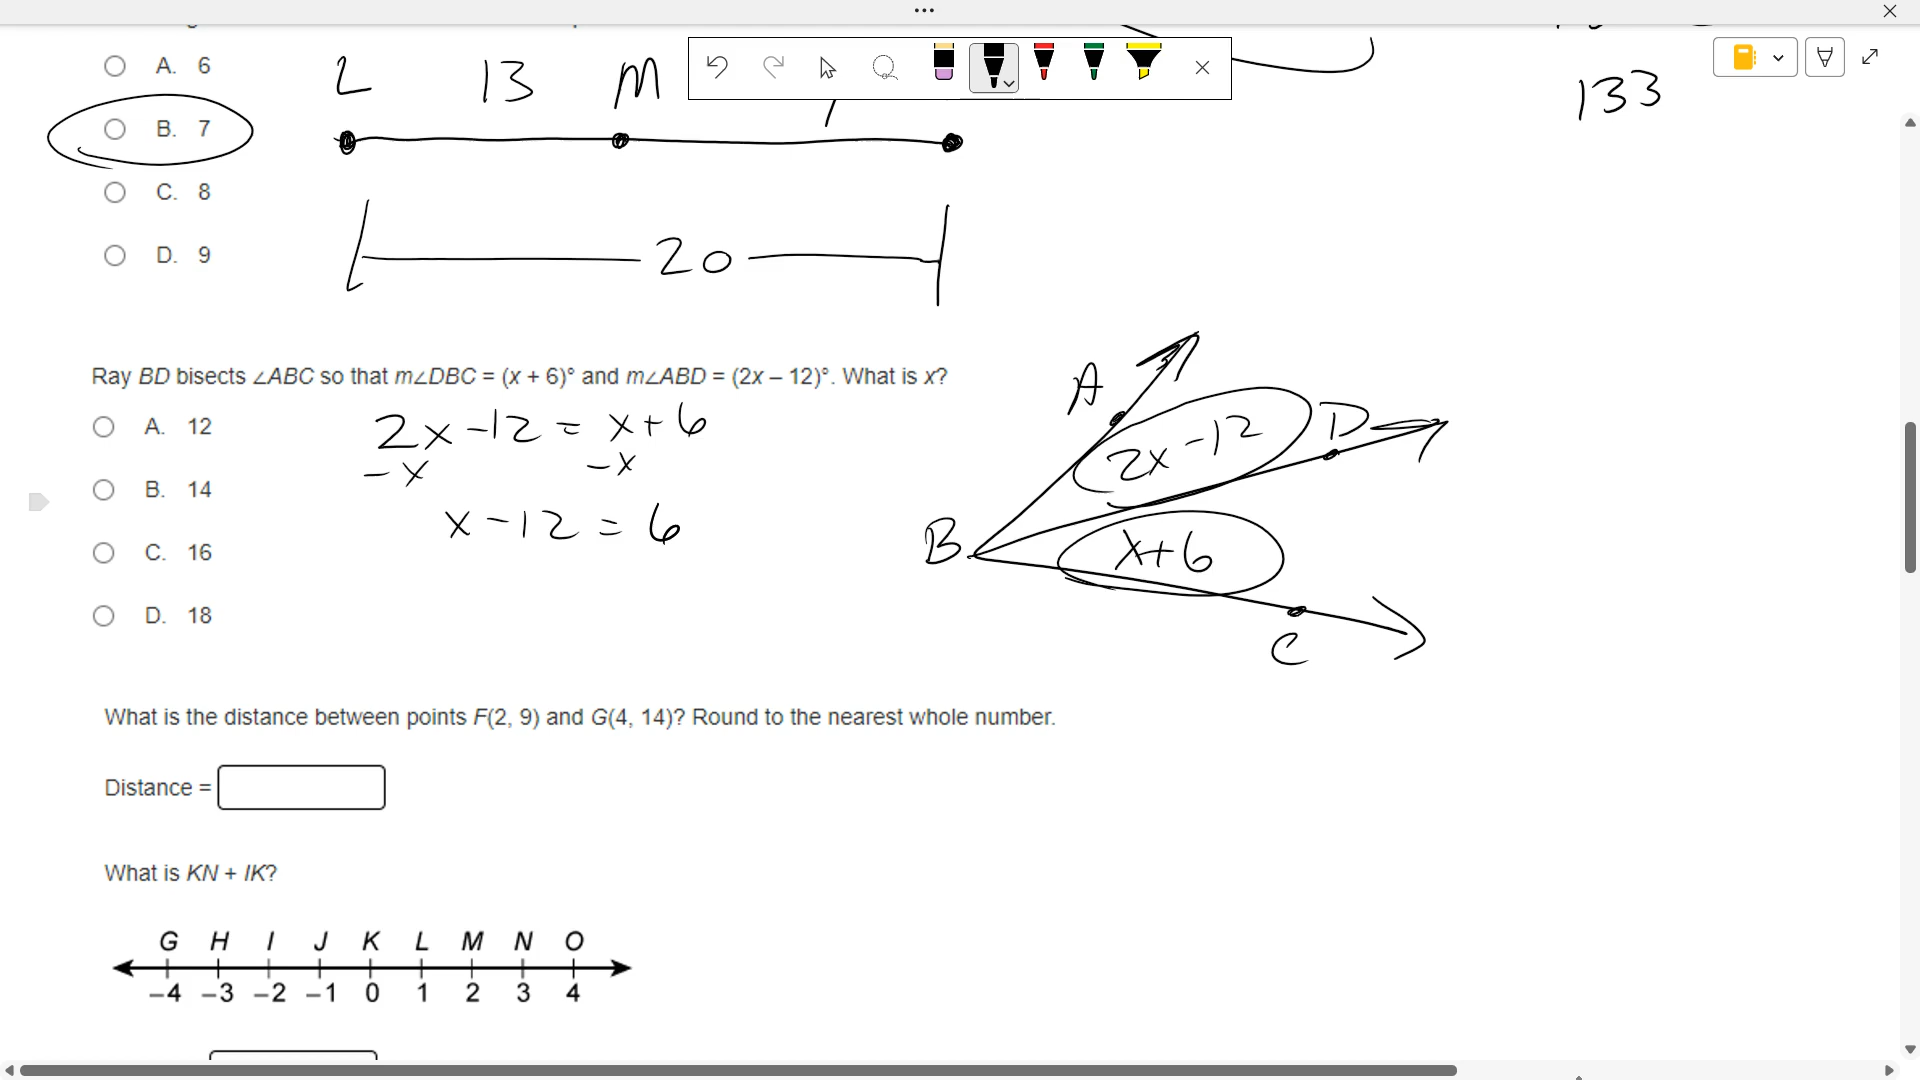 A. 6
L 13 M
133
B. 7
C. 8
D. 9
20
Ray BD bisects ∠ABC so that m∠DBC = (x + 6)° and m∠ABD = (2x – 12)°. What is x?
A. 12
B. 14
C. 16
D. 18
2x -12 = x+6
-x -x
x -12 = 6
A
2x -12
D
B
x+6
C
What is the distance between points F(2, 9) and G(4, 14)? Round to the nearest whole number.
Distance =
What is KN + IK?
G H I J K L M N O
–4 –3 –2 –1 0 1 2 3 4